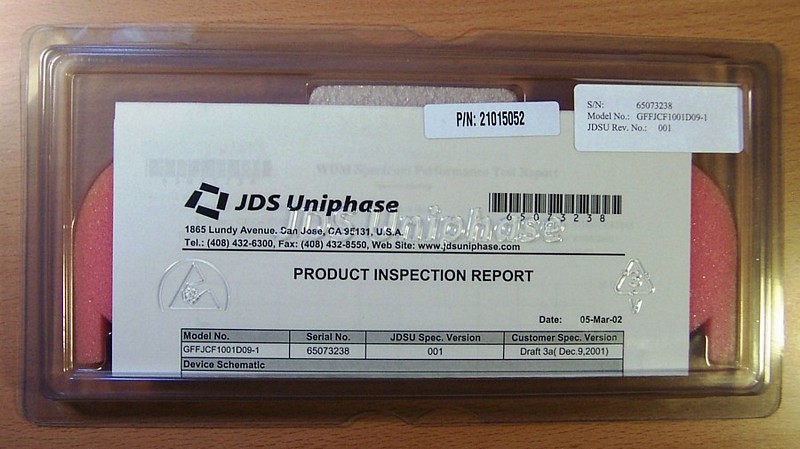 P/N: 21015052
S/N: 65073238
Model No.: GFFJCF1001D09-1
JDSU Rev. No.: 001
WDM Spectrum Performance Test Report
JDS Uniphase
65073238
JDS Uniphase
1865 Lundy Avenue, San Jose, CA 95131, U.S.A.
Tel.: (408) 432-6300, Fax: (408) 432-8550, Web Site: www.jdsuniphase.com
PRODUCT INSPECTION REPORT
Date: 05-Mar-02
Model No. Serial No. JDSU Spec. Version Customer Spec. Version
GFFJCF1001D09-1 65073238 001 Draft 3a( Dec.9,2001)
Device Schematic